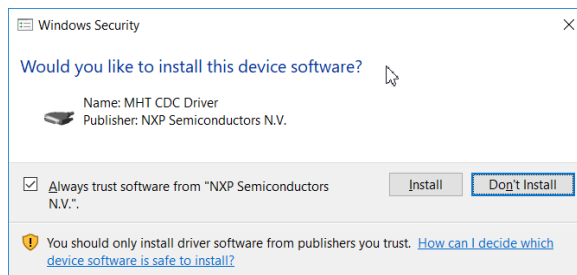 Windows Security
Would you like to install this device software?
Name: MHT CDC Driver
Publisher: NXP Semiconductors N.V.
Always trust software from "NXP Semiconductors
N.V.".
Install
Don't Install
You should only install driver software from publishers you trust. How can I decide which
device software is safe to install?